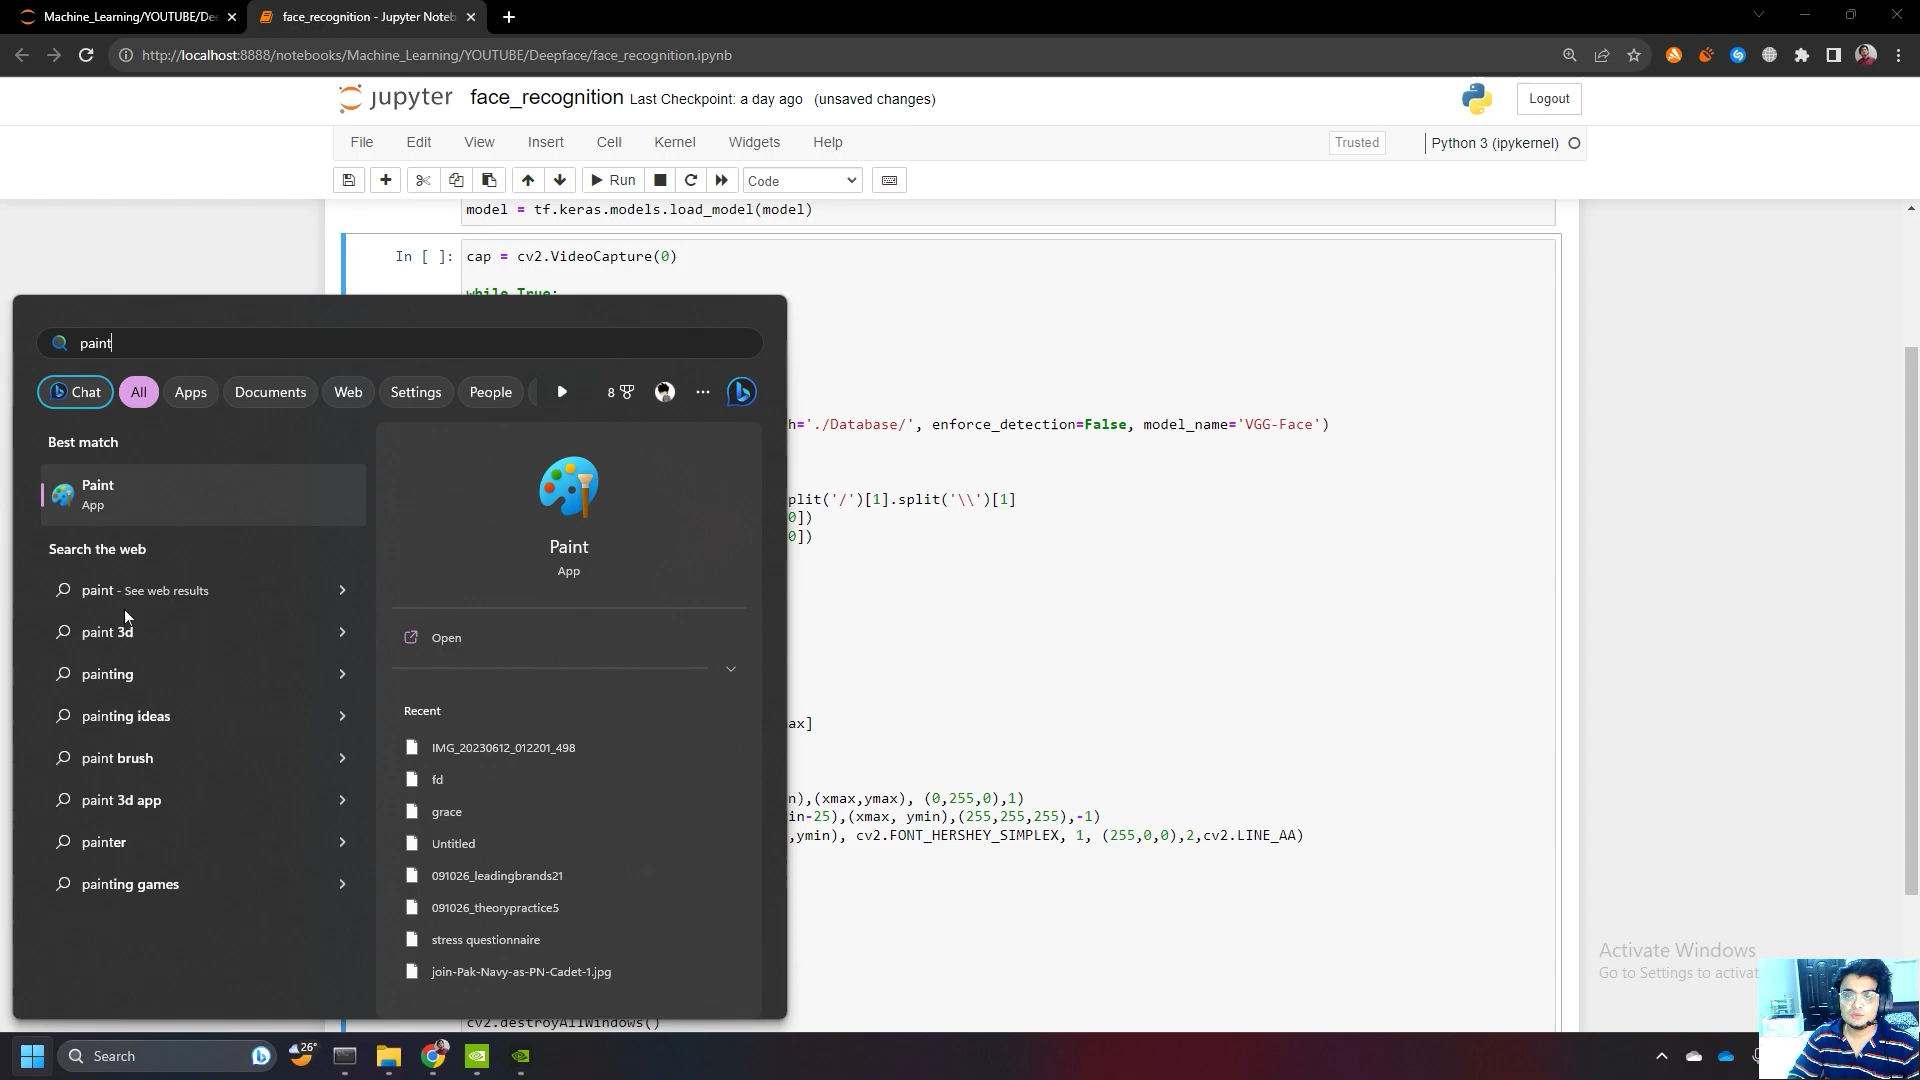 Machine_Learning/YOUTUBE/De
face_recognition - Jupyter Noteb
http://localhost:8888/notebooks/Machine_Learning/YOUTUBE/Deepface/face_recognition.ipynb
jupyter face_recognition Last Checkpoint: a day ago (unsaved changes)
Logout
File Edit View Insert Cell Kernel Widgets Help
Trusted
Python 3 (ipykernel)
Run
Code
model = tf.keras.models.load_model(model)
In [ ]: cap = cv2.VideoCapture(0)
while True:
paint
Chat All Apps Documents Web Settings People
8
h='./Database/', enforce_detection=False, model_name='VGG-Face')
Best match
Paint
App
plit('/')[1].split('\\')[1]
0])
0])
Paint
App
Search the web
paint - See web results
paint 3d
painting
painting ideas
paint brush
paint 3d app
painter
painting games
Open
Recent
IMG_20230612_012201_498
fd
grace
Untitled
091026_leadingbrands21
091026_theorypractice5
stress questionnaire
join-Pak-Navy-as-PN-Cadet-1.jpg
ax]
n),(xmax,ymax), (0,255,0),1)
in-25),(xmax, ymin),(255,255,255),-1)
,ymin), cv2.FONT_HERSHEY_SIMPLEX, 1, (255,0,0),2,cv2.LINE_AA)
cv2.destroyAllWindows()
Activate Windows
Go to Settings to activat
Search
26°